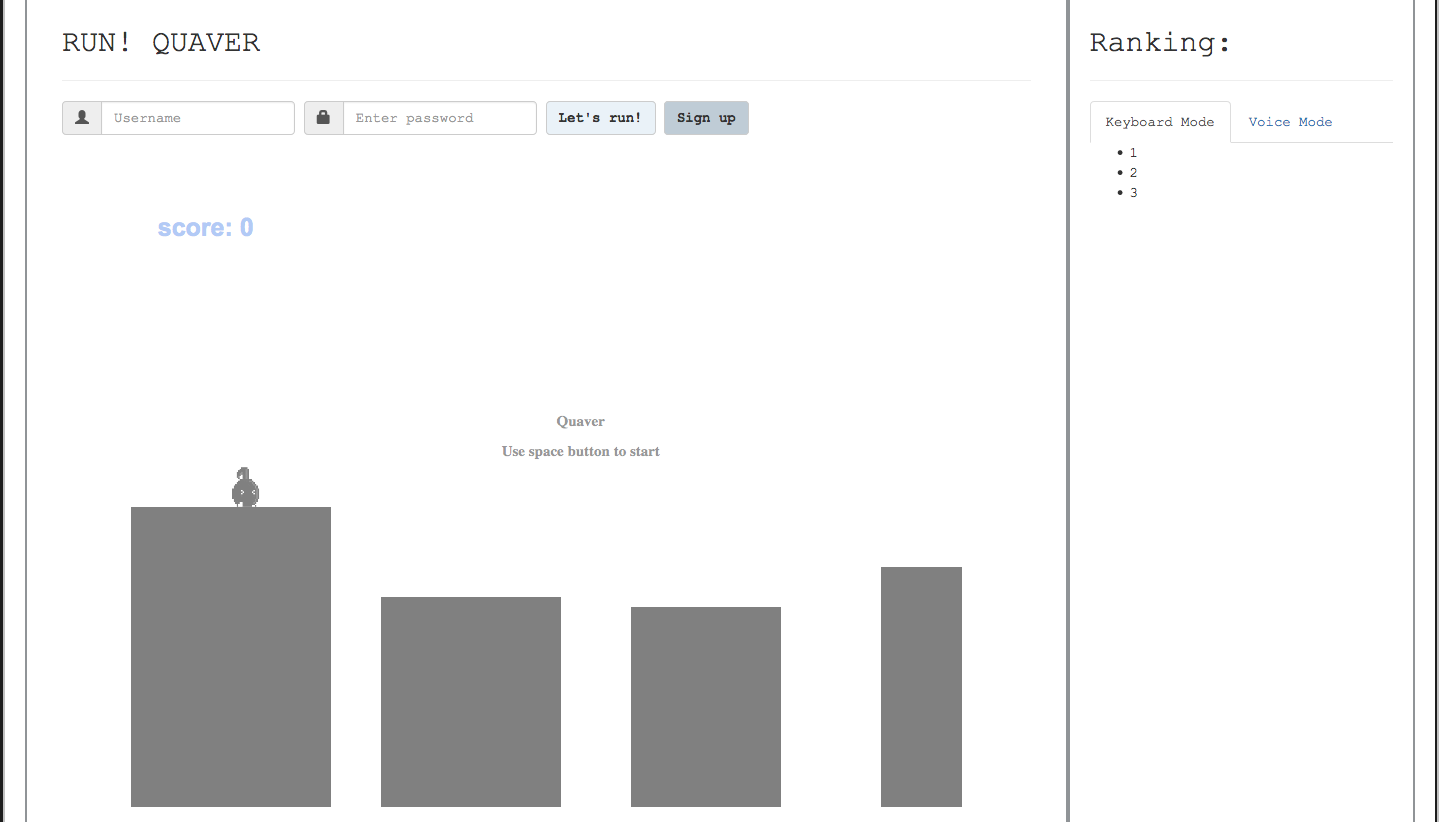 RUN! QUAVER
Username
Enter password
Let's run!
Sign up
score: 0
Quaver
Use space button to start
Ranking:
Keyboard Mode
Voice Mode
1
2
3